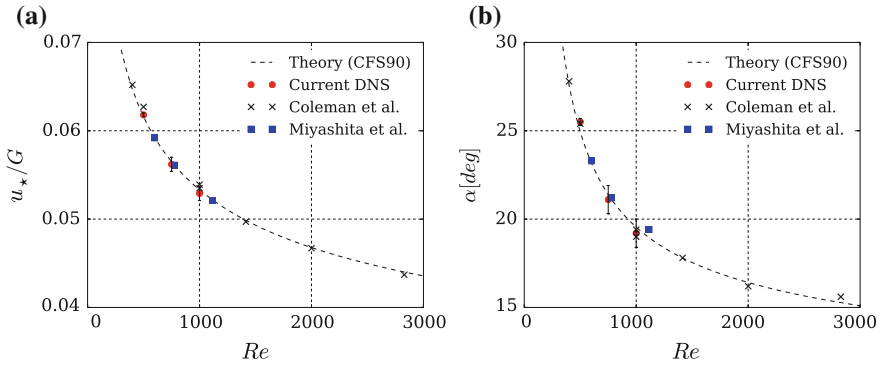 (a)
0.07
0.06
0.05
0.04
u⋆/G
0
1000
2000
3000
Re
Theory (CFS90)
Current DNS
Coleman et al.
Miyashita et al.
(b)
30
25
20
15
α[deg]
0
1000
2000
3000
Re
Theory (CFS90)
Current DNS
Coleman et al.
Miyashita et al.